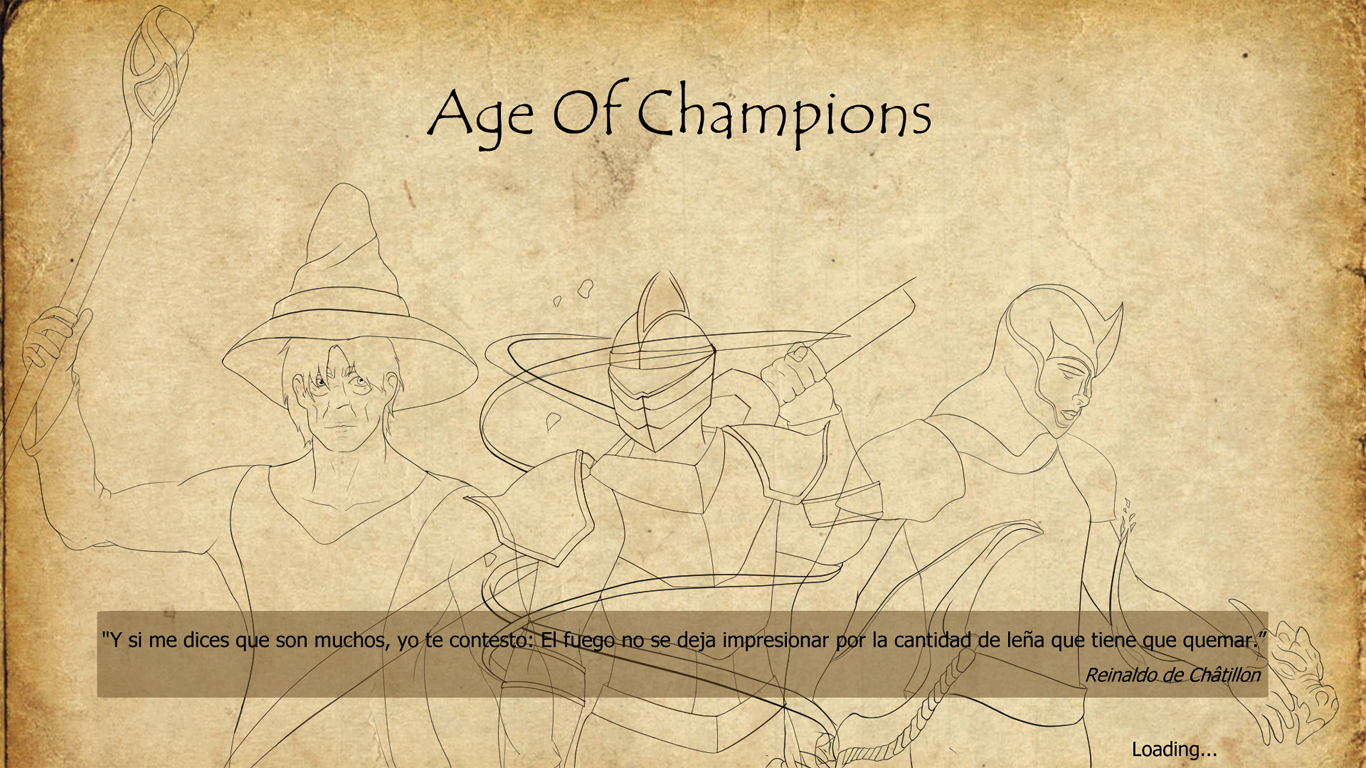 Age Of Champions
"Y si me dices que son muchos, yo te contesto: El fuego no se deja impresionar por la cantidad de leña que tiene que quemar.”
Reinaldo de Châtillon
Loading...